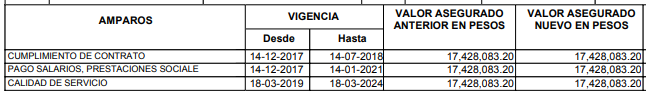 AMPAROS VIGENCIA VALOR ASEGURADO ANTERIOR EN PESOS VALOR ASEGURADO NUEVO EN PESOS
Desde Hasta
CUMPLIMIENTO DE CONTRATO 14-12-2017 14-07-2018 17,428,083.20 17,428,083.20
PAGO SALARIOS, PRESTACIONES SOCIALE 14-12-2017 14-01-2021 17,428,083.20 17,428,083.20
CALIDAD DE SERVICIO 18-03-2019 18-03-2024 17,428,083.20 17,428,083.20